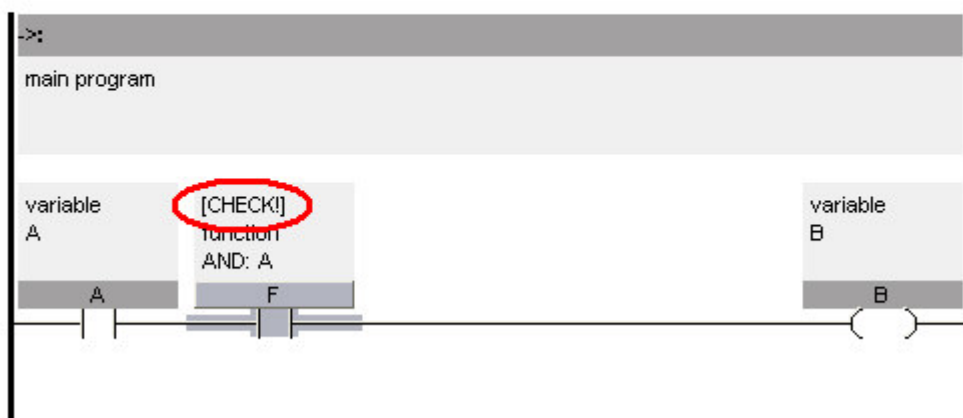 ->:
main program
variable
A
[CHECK!]
function
AND: A
variable
B
A
F
B